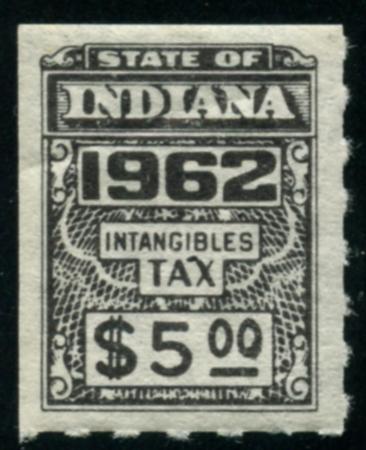 STATE OF
INDIANA
1962
INTANGIBLES
TAX
$5 00